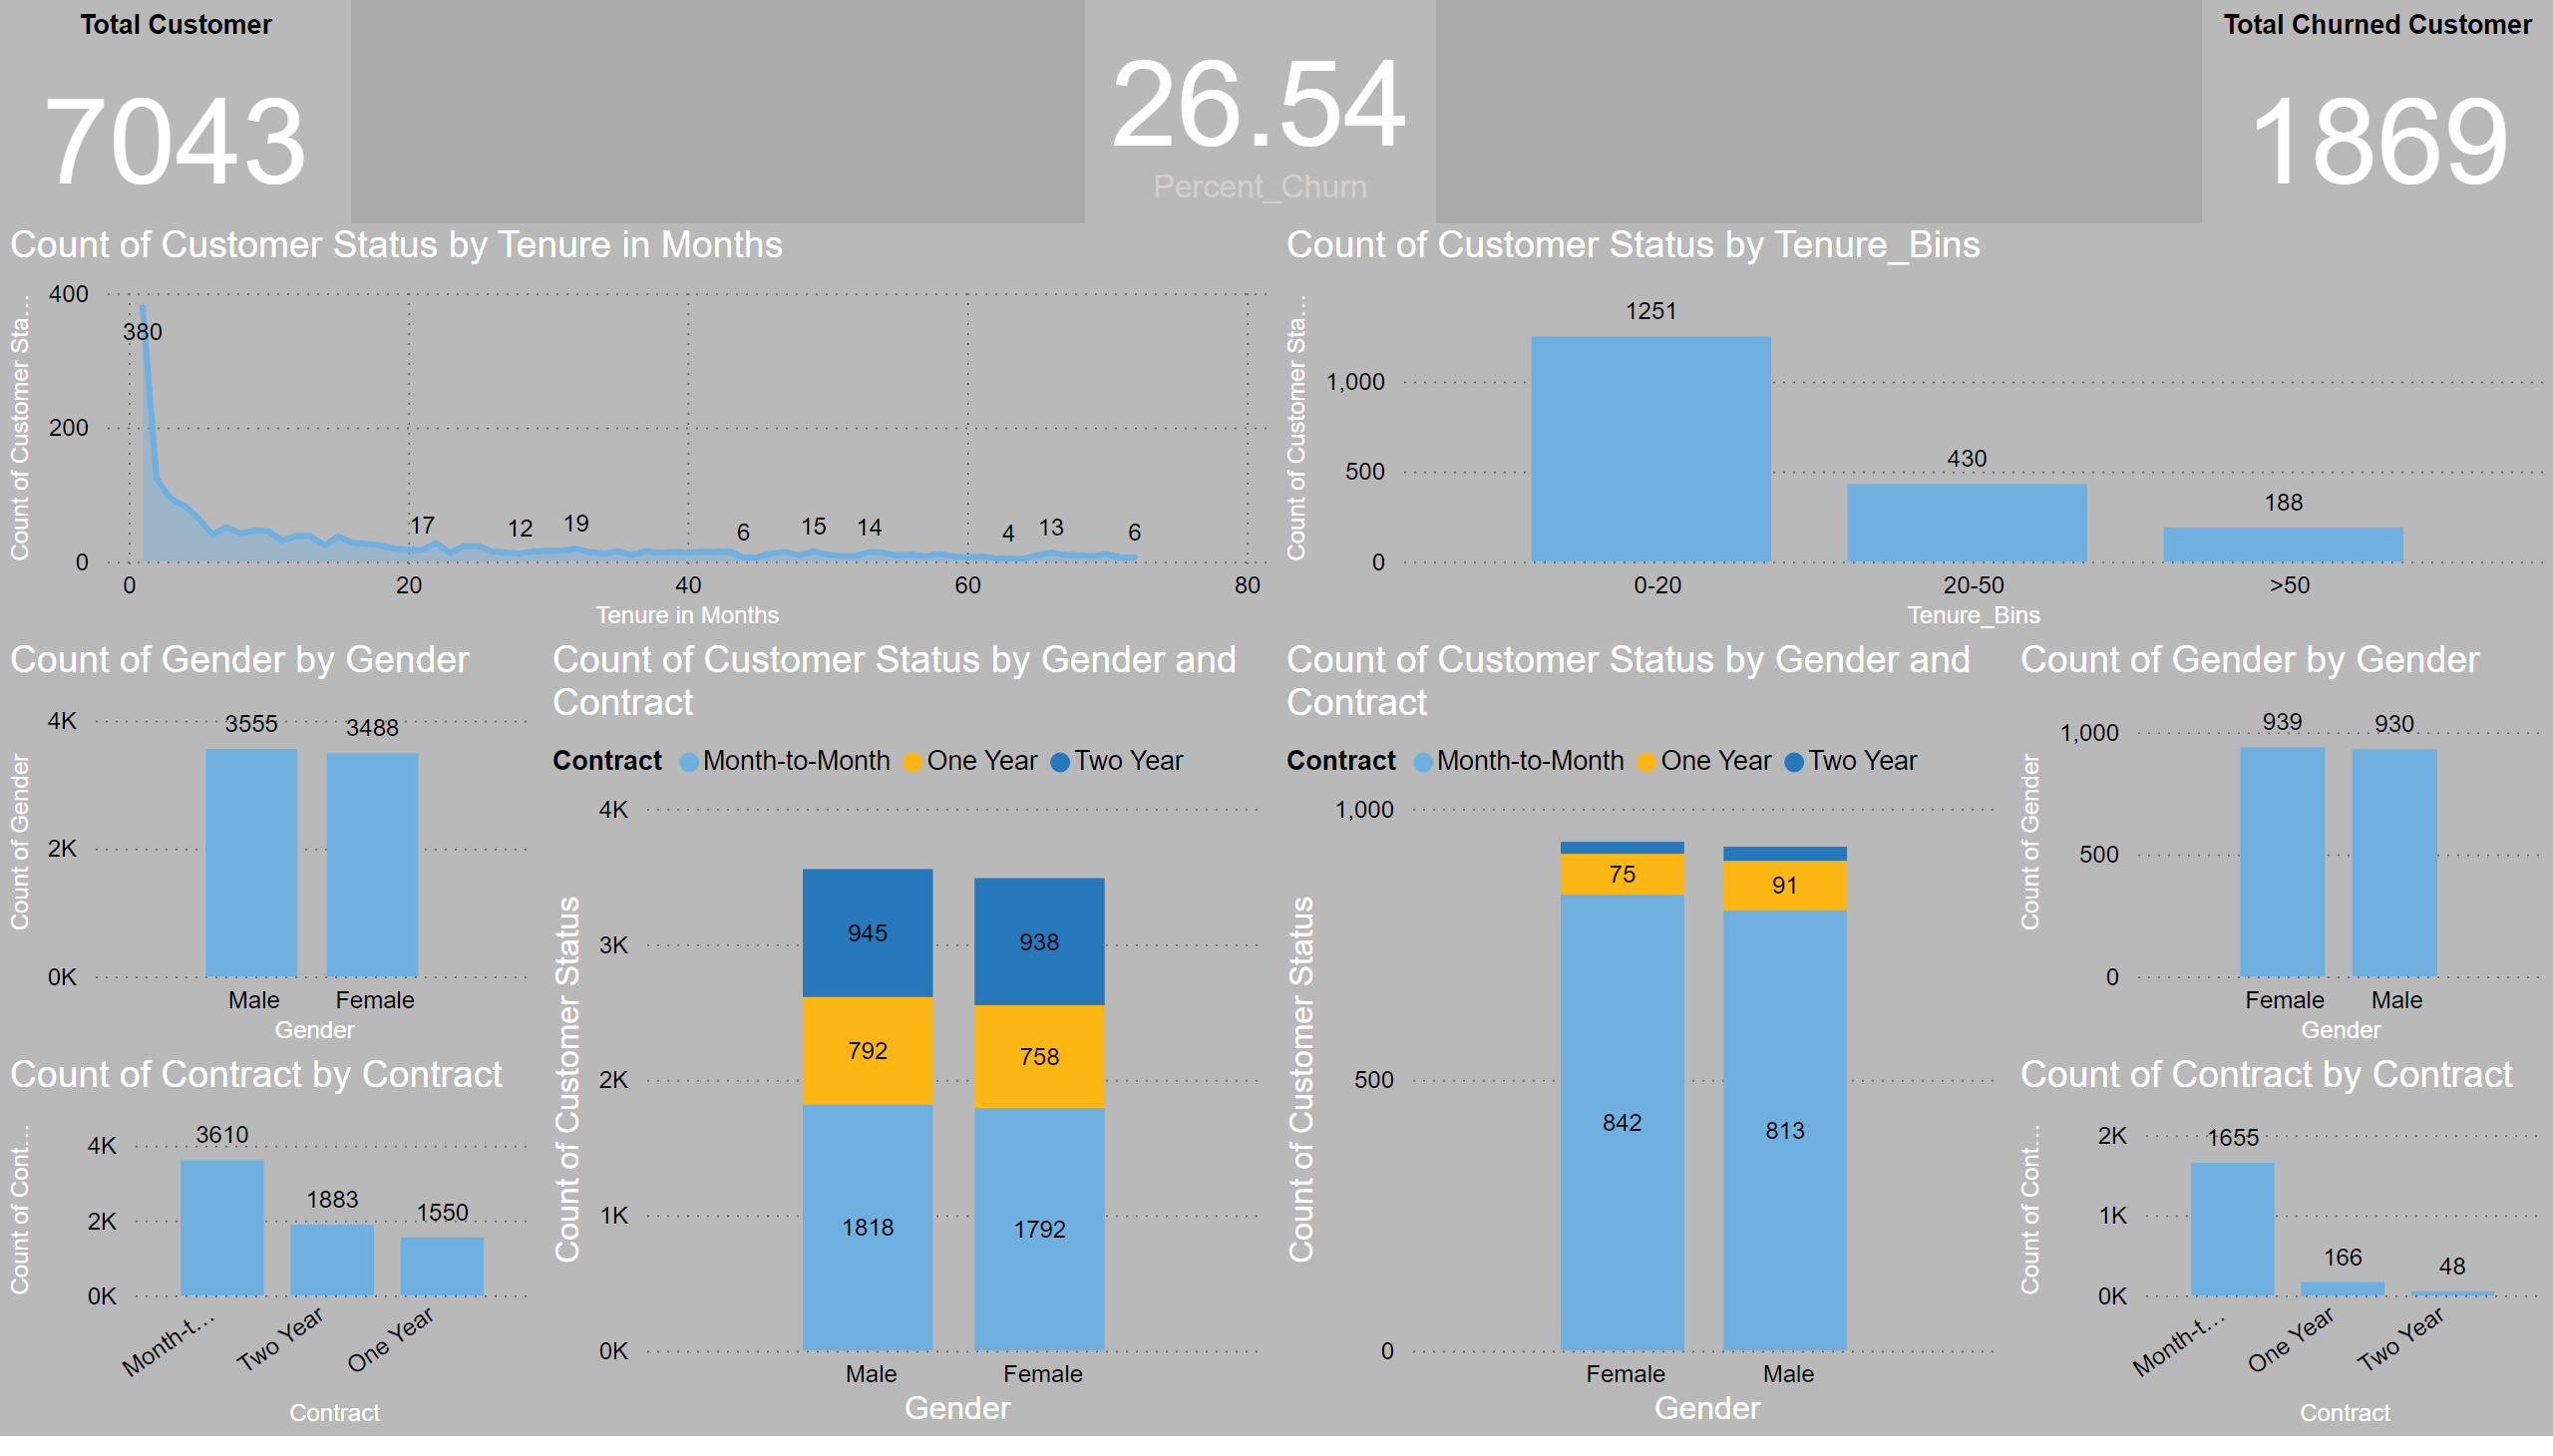 Total Customer
7043
26.54
Percent_Churn
Total Churned Customer
1869
Count of Customer Status by Tenure in Months
Count of Customer Sta...
400
200
0
380
17
12
19
6
15
14
4
13
6
0
20
40
60
80
Tenure in Months
Count of Customer Status by Tenure_Bins
Count of Customer Sta...
1,000
500
0
1251
430
188
0-20
20-50
>50
Tenure_Bins
Count of Gender by Gender
Count of Gender
4K
2K
0K
3555
3488
Male
Female
Gender
Count of Contract by Contract
Count of Cont...
4K
2K
0K
3610
1883
1550
Month-t...
Two Year
One Year
Contract
Count of Customer Status by Gender and
Contract
Contract Month-to-Month One Year Two Year
Count of Customer Status
4K
3K
2K
1K
0K
945
938
792
758
1818
1792
Male
Female
Gender
Count of Customer Status by Gender and
Contract
Contract Month-to-Month One Year Two Year
Count of Customer Status
1,000
500
0
75
91
842
813
Female
Male
Gender
Count of Gender by Gender
Count of Gender
1,000
500
0
939
930
Female
Male
Gender
Count of Contract by Contract
Count of Cont...
2K
1K
0K
1655
166
48
Month-t...
One Year
Two Year
Contract